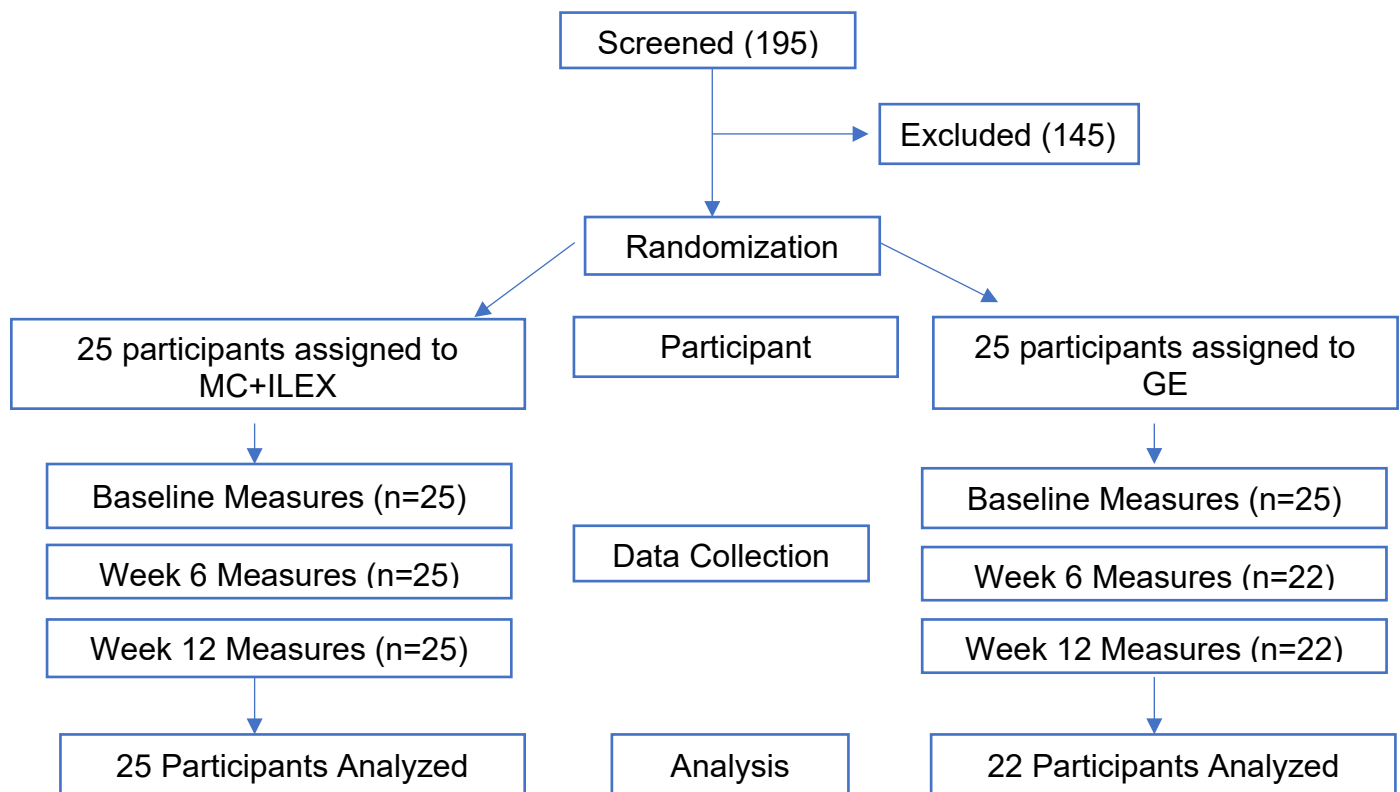 Screened (195)
Excluded (145)
Randomization
25 participants assigned to
MC+ILEX
Participant
25 participants assigned to
GE
Baseline Measures (n=25)
Week 6 Measures (n=25)
Week 12 Measures (n=25)
Data Collection
Baseline Measures (n=25)
Week 6 Measures (n=22)
Week 12 Measures (n=22)
25 Participants Analyzed
Analysis
22 Participants Analyzed